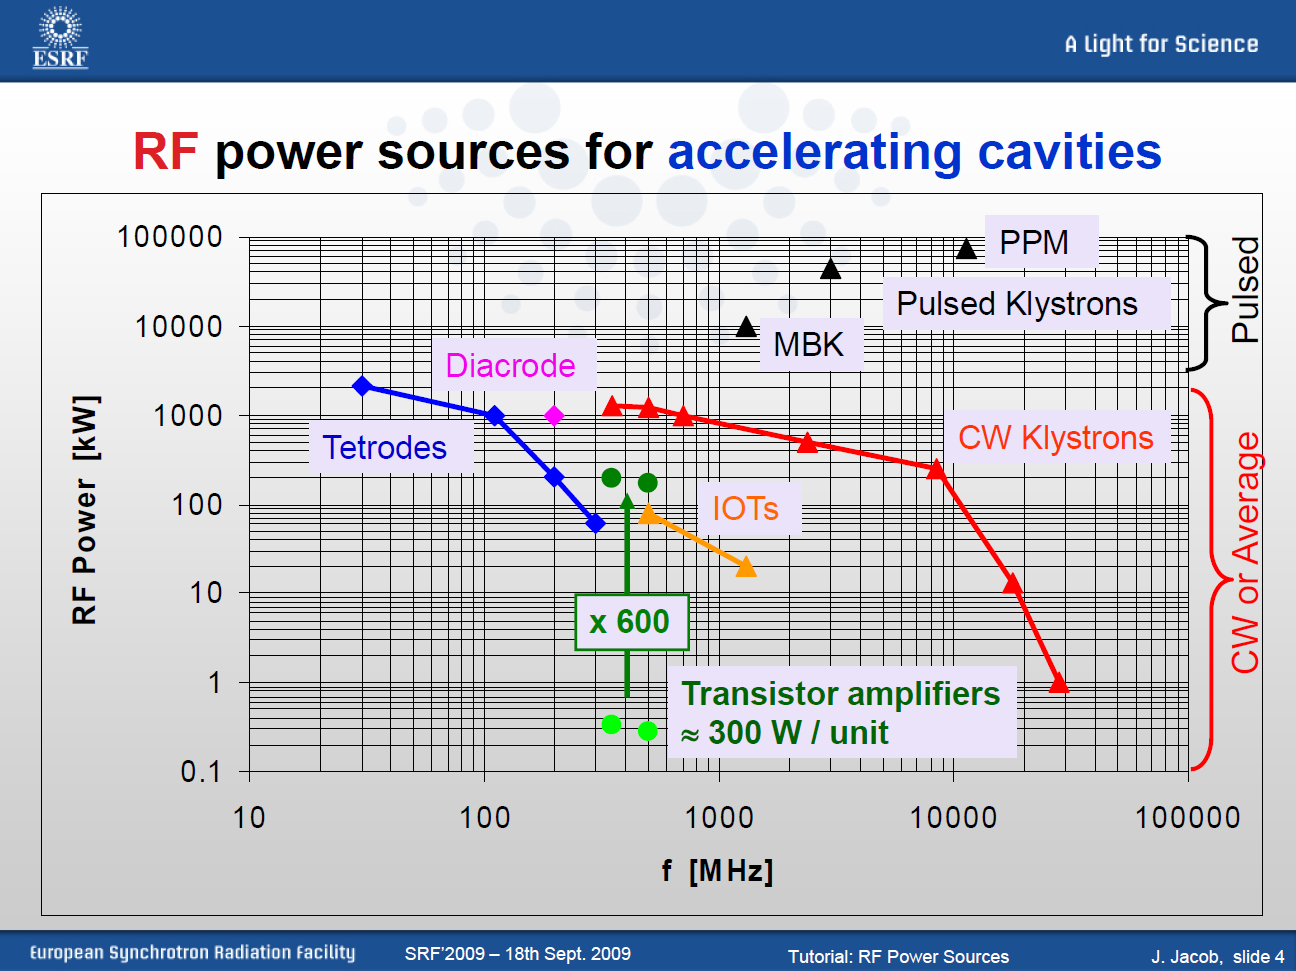 ESRF
A Light for Science
RF power sources for accelerating cavities
100000
10000
1000
100
10
1
0.1
RF Power [kW]
10
100
1000
10000
100000
f [MHz]
PPM
Pulsed Klystrons
MBK
Diacrode
Tetrodes
CW Klystrons
IOTs
x 600
Transistor amplifiers
≈ 300 W / unit
Pulsed
CW or Average
European Synchrotron Radiation Facility
SRF'2009 – 18th Sept. 2009
Tutorial: RF Power Sources
J. Jacob, slide 4